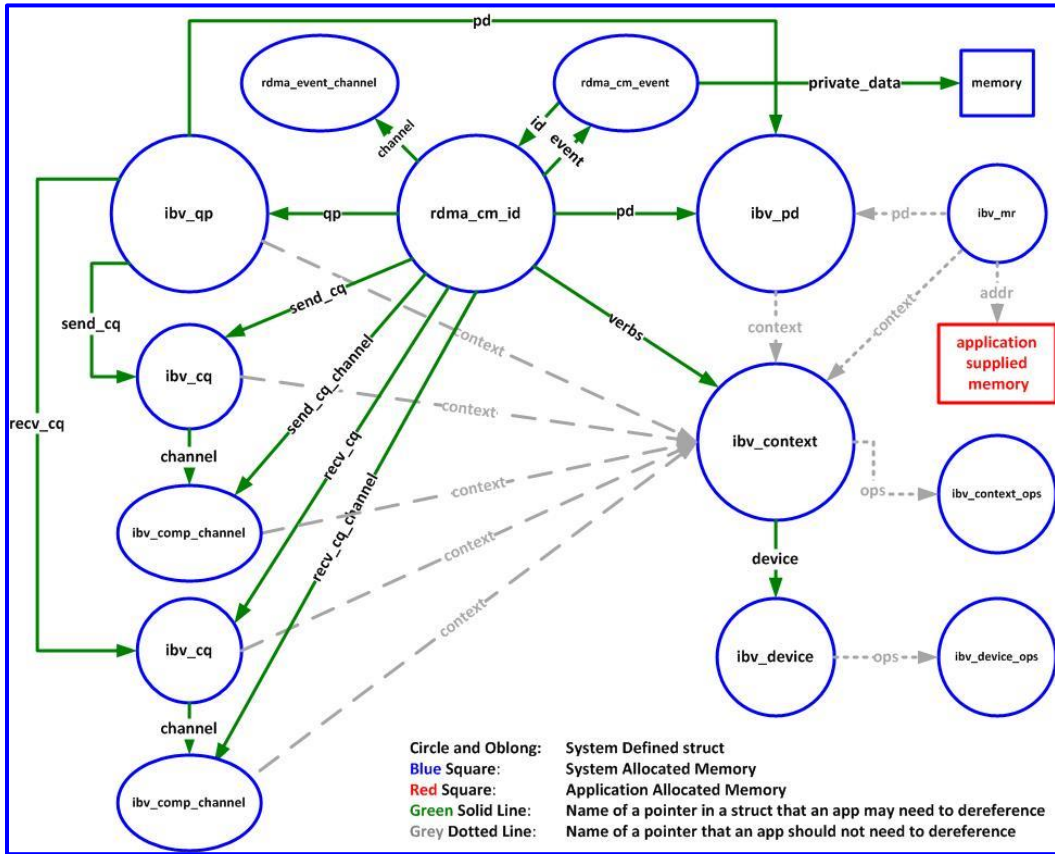 pd
rdma_event_channel
rdma_cm_event
private_data
memory
channel
id
event
ibv_qp
qp
rdma_cm_id
pd
ibv_pd
pd
ibv_mr
addr
send_cq
send_cq
context
verbs
context
context
application
supplied
memory
ibv_cq
context
send_cq_channel
recv_cq
recv_cq
recv_cq_channel
ibv_context
channel
context
ops
ibv_context_ops
ibv_comp_channel
context
device
context
ibv_cq
ibv_device
ops
ibv_device_ops
channel
ibv_comp_channel
Circle and Oblong: System Defined struct
Blue Square: System Allocated Memory
Red Square: Application Allocated Memory
Green Solid Line: Name of a pointer in a struct that an app may need to dereference
Grey Dotted Line: Name of a pointer that an app should not need to dereference